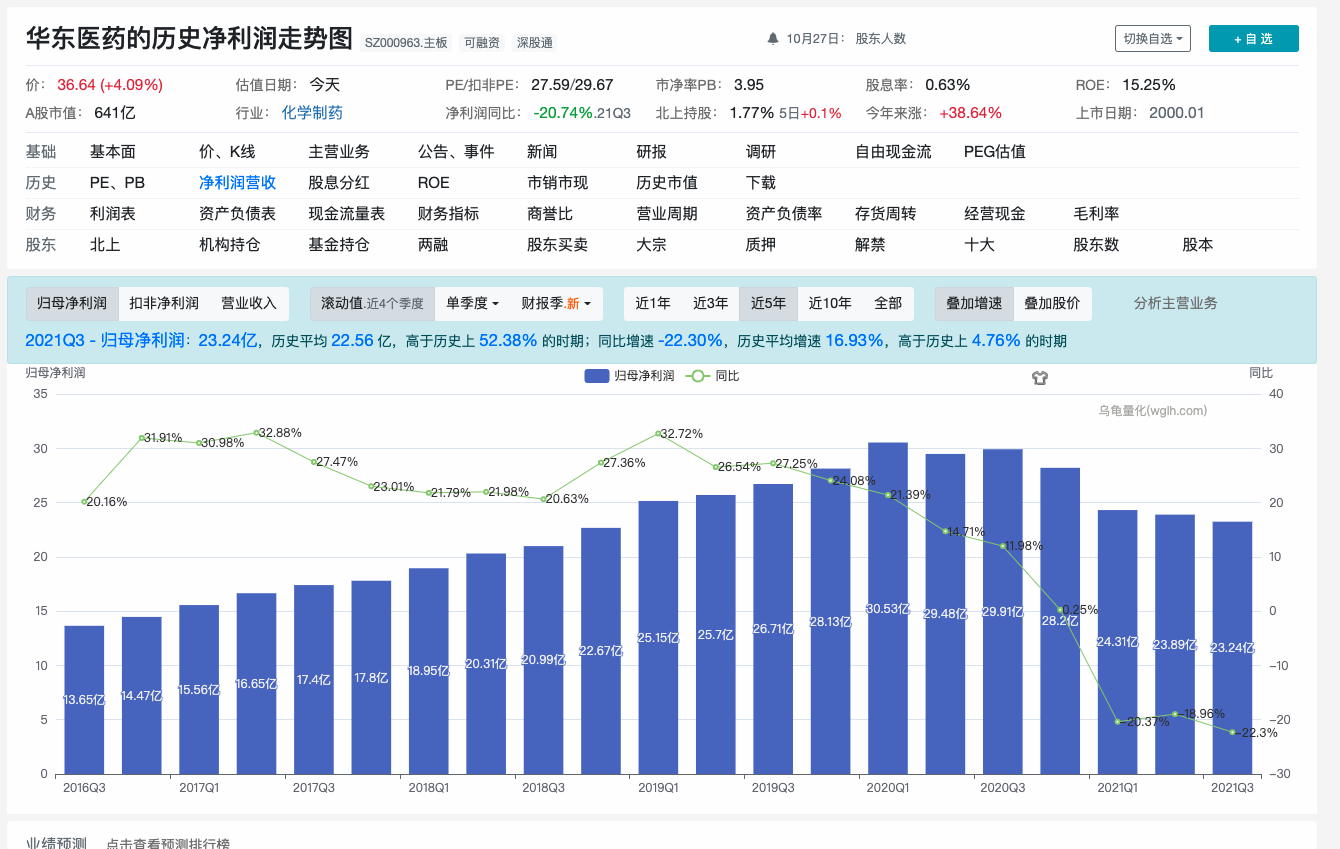 华东医药的历史净利润走势图 SZ000963.主板 可融资 深股通 10月27日： 股东人数 切换自选 +自选
价： 36.64 (+4.09%) 估值日期： 今天 PE/扣非PE： 27.59/29.67 市净率PB： 3.95 股息率： 0.63% ROE： 15.25%
A股市值： 641亿 行业： 化学制药 净利润同比： -20.74%.21Q3 北上持股： 1.77% 5日+0.1% 今年来涨： +38.64% 上市日期： 2000.01
基础 基本面 价、K线 主营业务 公告、事件 新闻 研报 调研 自由现金流 PEG估值
历史 PE、PB 净利润营收 股息分红 ROE 市销市现 历史市值 下载
财务 利润表 资产负债表 现金流量表 财务指标 商誉比 营业周期 资产负债率 存货周转 经营现金 毛利率
股东 北上 机构持仓 基金持仓 两融 股东买卖 大宗 质押 解禁 十大 股东数 股本
归母净利润 扣非净利润 营业收入 滚动值.近4个季度 单季度 财报季.新 近1年 近3年 近5年 近10年 全部 叠加增速 叠加股价 分析主营业务
2021Q3 - 归母净利润：23.24亿，历史平均 22.56 亿，高于历史上 52.38% 的时期；同比增速 -22.30%，历史平均增速 16.93%，高于历史上 4.76% 的时期
归母净利润 归母净利润 同比 同比
35 40
乌龟量化(wglh.com)
31.91% 30.98% 32.88% 27.36% 32.72% 26.54% 27.25%
30 30
27.47% 23.01% 21.79% 21.98% 20.63% 24.08% 21.39%
20.16%
25 20
14.71% 11.98%
20 10
15 0.25% 0
13.65亿 14.47亿 15.56亿 16.65亿 17.4亿 17.8亿 18.95亿 20.31亿 20.99亿 22.67亿 25.15亿 25.7亿 26.71亿 28.13亿 30.53亿 29.48亿 29.91亿 28.2亿 24.31亿 23.89亿 23.24亿
10 −10
5 −20.37% −18.96% −20
−22.3%
0 −30
2016Q3 2017Q1 2017Q3 2018Q1 2018Q3 2019Q1 2019Q3 2020Q1 2020Q3 2021Q1 2021Q3
业绩预测 点击查看预测排行榜